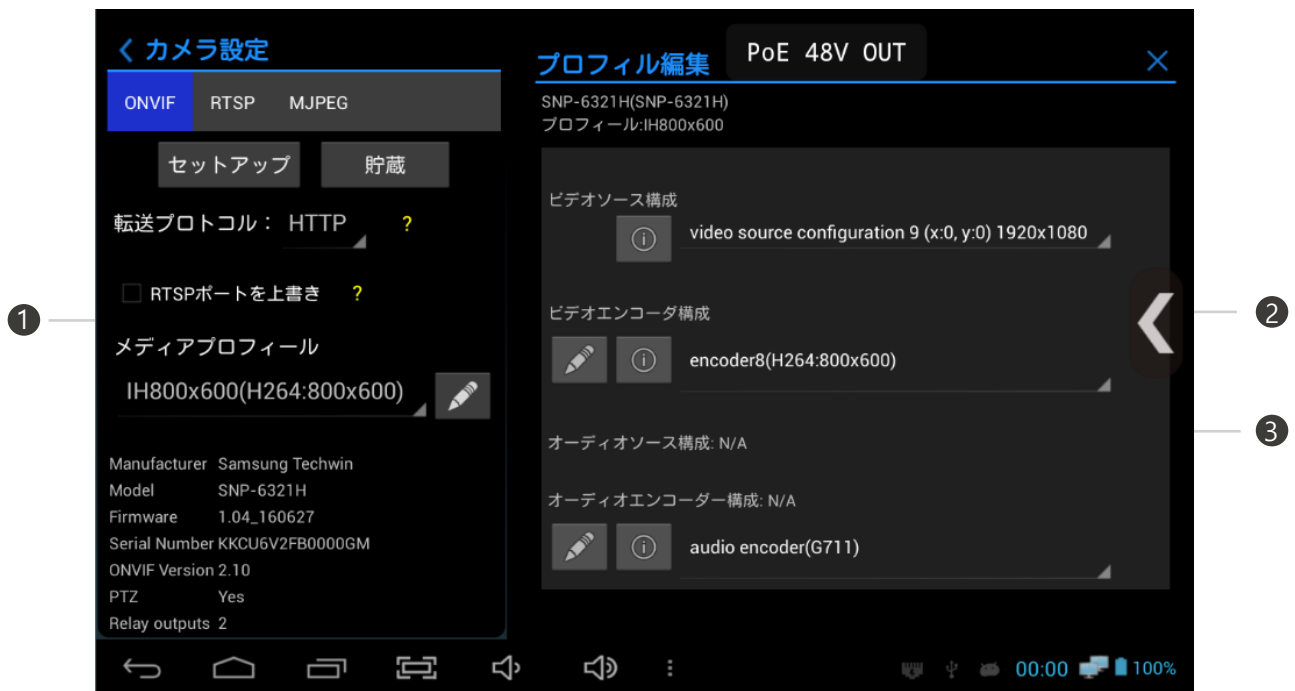 カメラ設定
ONVIF RTSP MJPEG
セットアップ 貯蔵
転送プロトコル： HTTP ?
RTSPポートを上書き ?
メディアプロフィール
IH800x600(H264:800x600)
Manufacturer Samsung Techwin
Model SNP-6321H
Firmware 1.04_160627
Serial Number KKCU6V2FB0000GM
ONVIF Version 2.10
PTZ Yes
Relay outputs 2
プロフィル編集
PoE 48V OUT
SNP-6321H(SNP-6321H)
プロフィール:IH800x600
ビデオソース構成
video source configuration 9 (x:0, y:0) 1920x1080
ビデオエンコーダ構成
encoder8(H264:800x600)
オーディオソース構成: N/A
オーディオエンコーダー構成: N/A
audio encoder(G711)
00:00 100%
1
2
3